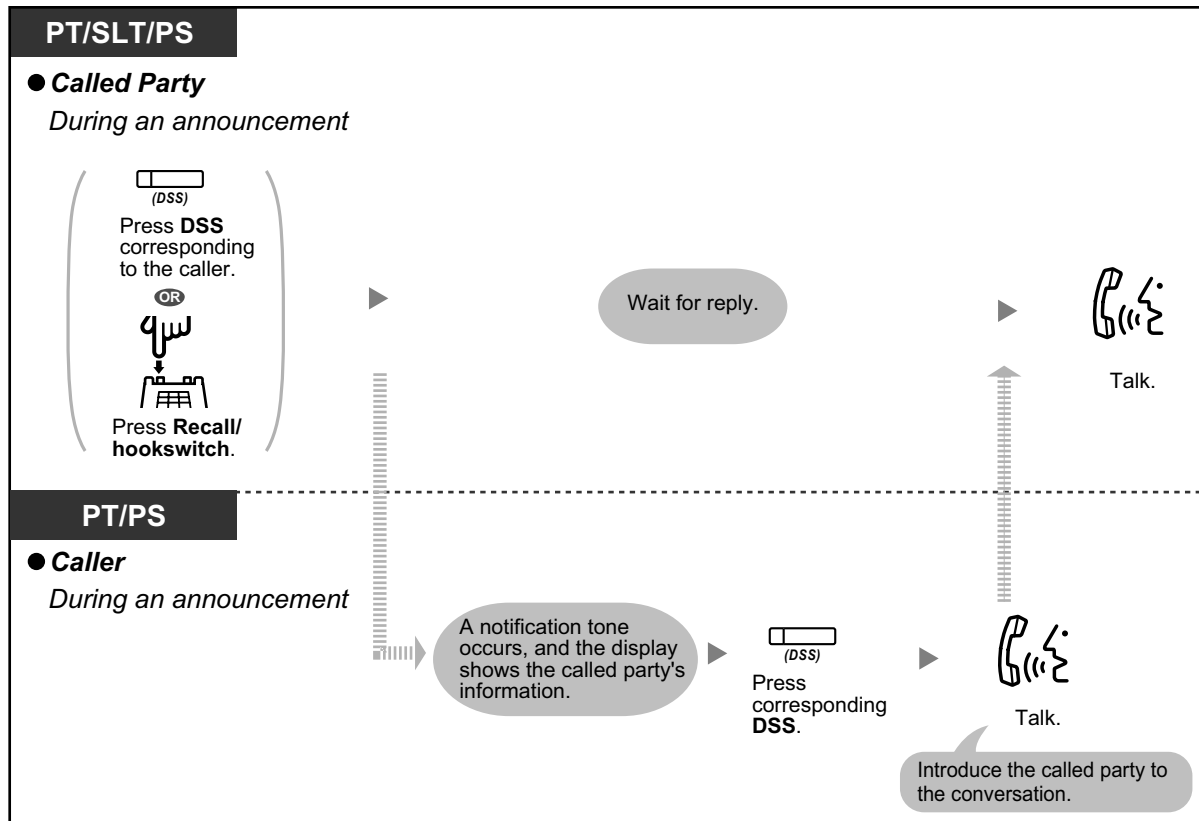 PT/SLT/PS
Called Party
During an announcement
(DSS)
Press DSS
corresponding
to the caller.
OR
Press Recall/
hookswitch.
Wait for reply.
Talk.
PT/PS
Caller
During an announcement
A notification tone
occurs, and the display
shows the called party's
information.
(DSS)
Press
corresponding
DSS.
Talk.
Introduce the called party to
the conversation.